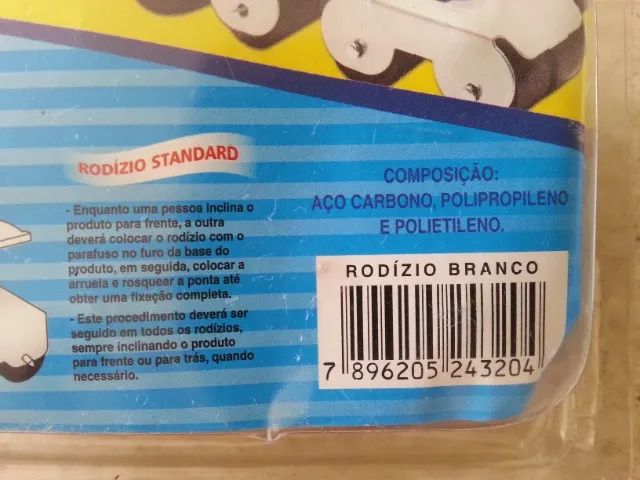 RODÍZIO STANDARD
- Enquanto uma pessoa inclina o
produto para frente, a outra
deverá colocar o rodízio com o
parafuso no furo da base do
produto, em seguida, colocar a
arruela e rosquear a ponta até
obter uma fixação completa.
- Este procedimento deverá ser
seguido em todos os rodízios,
sempre inclinando o produto
para frente ou para trás, quando
necessário.
COMPOSIÇÃO:
AÇO CARBONO, POLIPROPILENO
E POLIETILENO.
RODÍZIO BRANCO
7 896205 243204